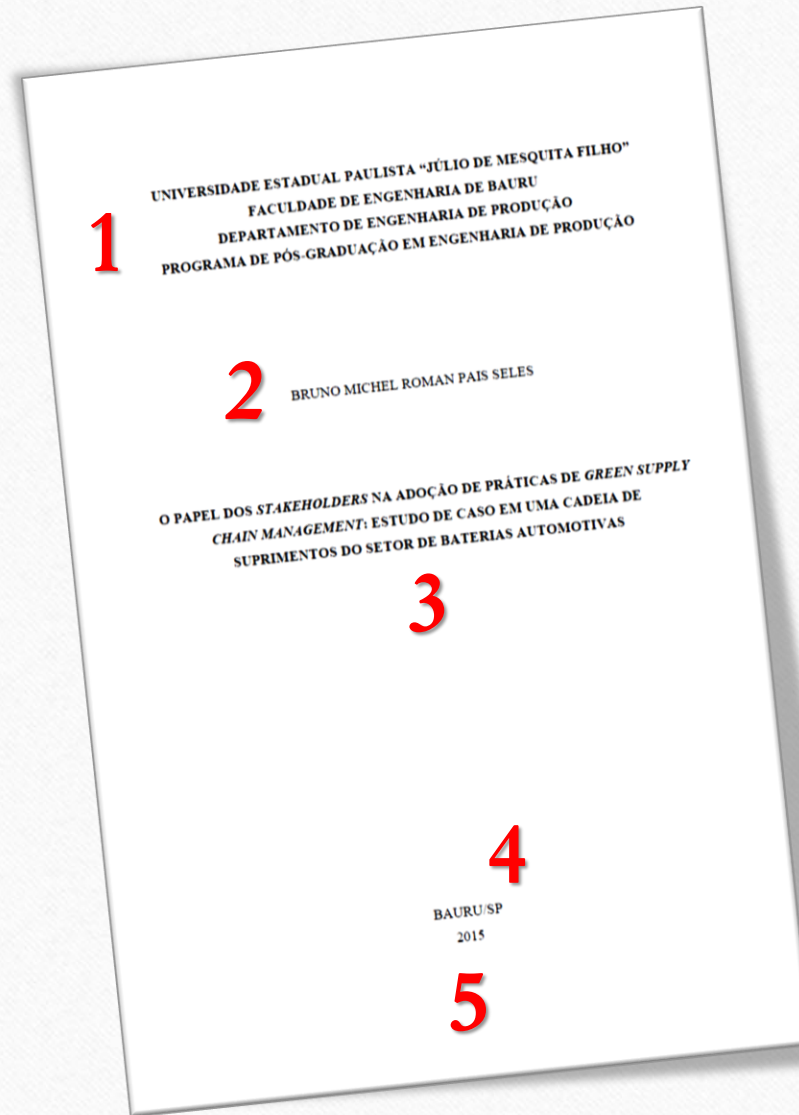 UNIVERSIDADE ESTADUAL PAULISTA “JÚLIO DE MESQUITA FILHO”
FACULDADE DE ENGENHARIA DE BAURU
DEPARTAMENTO DE ENGENHARIA DE PRODUÇÃO
PROGRAMA DE PÓS-GRADUAÇÃO EM ENGENHARIA DE PRODUÇÃO
1
2
BRUNO MICHEL ROMAN PAIS SELES
O PAPEL DOS STAKEHOLDERS NA ADOÇÃO DE PRÁTICAS DE GREEN SUPPLY
CHAIN MANAGEMENT: ESTUDO DE CASO EM UMA CADEIA DE
SUPRIMENTOS DO SETOR DE BATERIAS AUTOMOTIVAS
3
4
BAURU/SP
2015
5